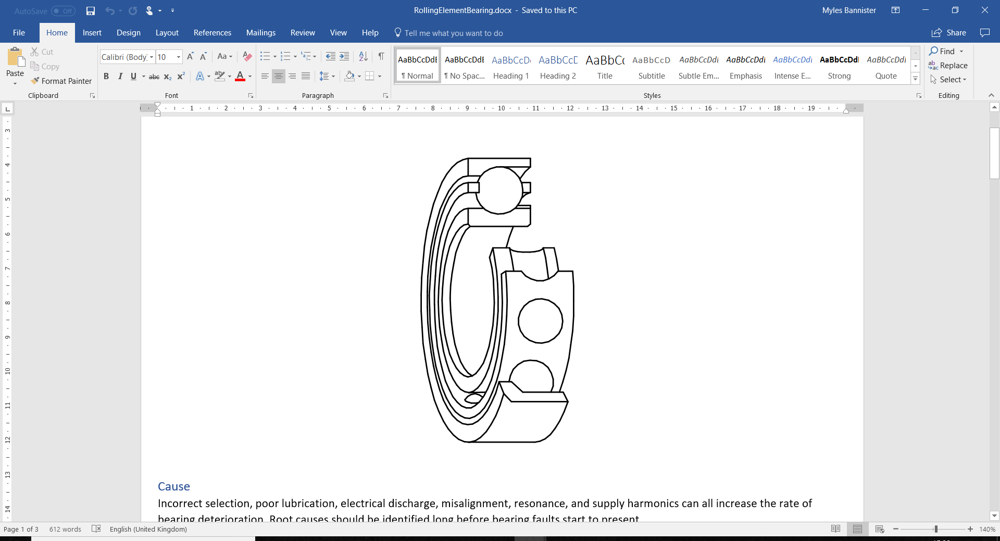 AutoSave Off
RollingElementBearing.docx - Saved to this PC
Myles Bannister
File Home Insert Design Layout References Mailings Review View Help Tell me what you want to do Share
Cut
Copy
Paste
Format Painter
Clipboard
Calibri (Body) 10
Font
Paragraph
AaBbCcDdE AaBbCcDdE AaBbCcD AaBbCcD AaBbCc AaBbCcD AaBbCcDdI AaBbCcDdI AaBbCcDdI AaBbCcDdI AaBbCcDdI
¶ Normal ¶ No Spac... Heading 1 Heading 2 Title Subtitle Subtle Em... Emphasis Intense E... Strong Quote
Styles
Find
Replace
Select
Editing
1 2 3 4 5 6 7 8 9 10 11 12 13 14 15 16 17 18 19
3
4
5
6
7
8
9
10
11
12
13
14
Cause
Incorrect selection, poor lubrication, electrical discharge, misalignment, resonance, and supply harmonics can all increase the rate of
bearing deterioration. Root causes should be identified long before bearing faults start to present.
Page 1 of 3 612 words English (United Kingdom) 140%